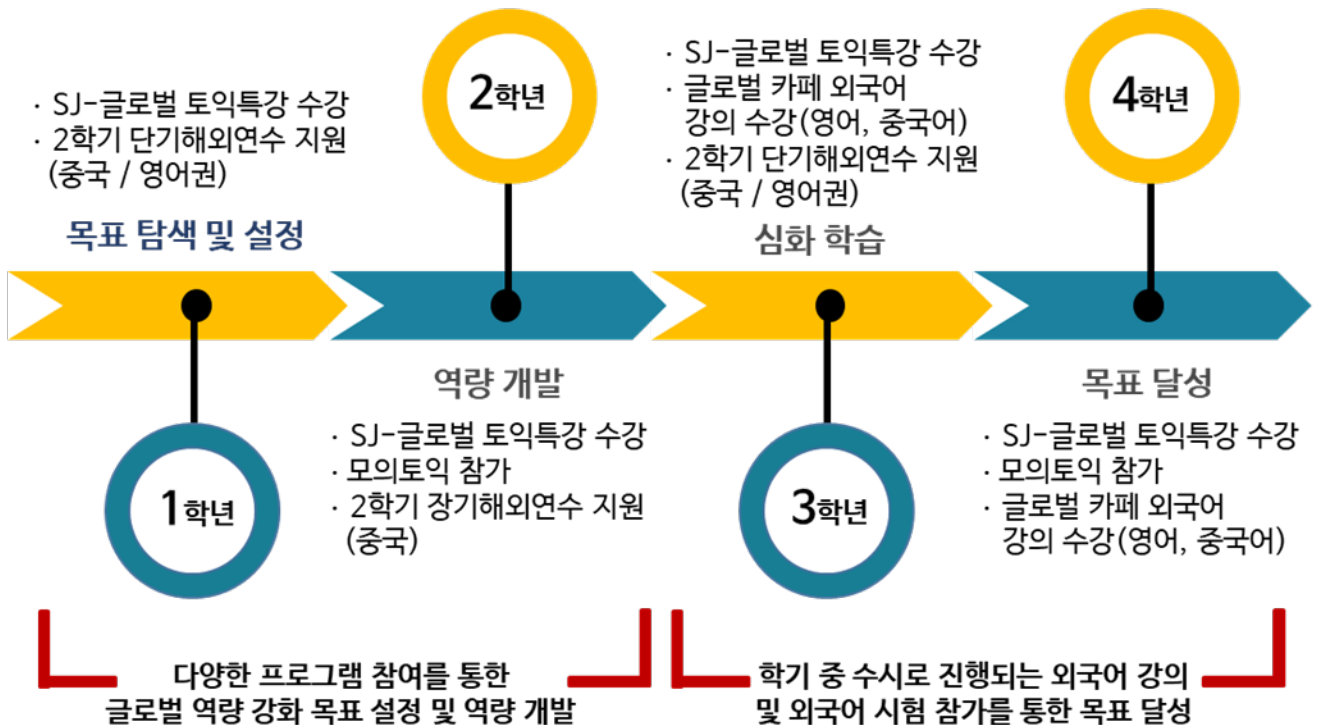 · SJ-글로벌 토익특강 수강
· 2학기 단기해외연수 지원
(중국 / 영어권)
목표 탐색 및 설정
1학년
2학년
역량 개발
· SJ-글로벌 토익특강 수강
· 모의토익 참가
· 2학기 장기해외연수 지원
(중국)
· SJ-글로벌 토익특강 수강
· 글로벌 카페 외국어
강의 수강(영어, 중국어)
· 2학기 단기해외연수 지원
(중국 / 영어권)
심화 학습
3학년
4학년
목표 달성
· SJ-글로벌 토익특강 수강
· 모의토익 참가
· 글로벌 카페 외국어
강의 수강(영어, 중국어)
다양한 프로그램 참여를 통한
글로벌 역량 강화 목표 설정 및 역량 개발
학기 중 수시로 진행되는 외국어 강의
및 외국어 시험 참가를 통한 목표 달성